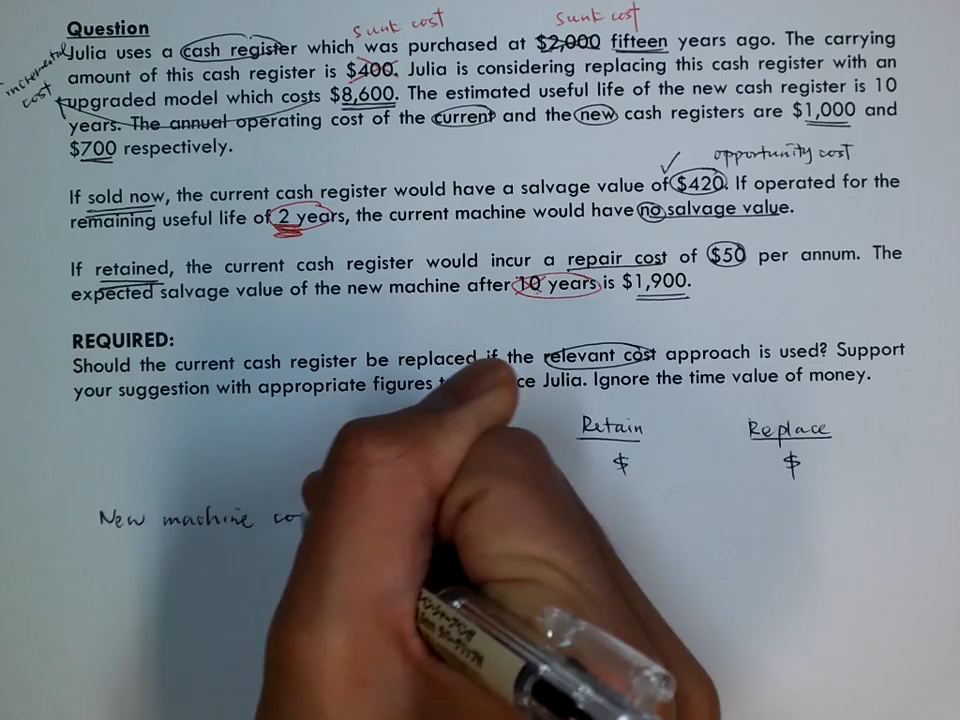 Question
sunk cost
sunk cost
Julia uses a cash register which was purchased at $2,000 fifteen years ago. The carrying
incremental cost
amount of this cash register is $400. Julia is considering replacing this cash register with an
upgraded model which costs $8,600. The estimated useful life of the new cash register is 10
years. The annual operating cost of the current and the new cash registers are $1,000 and
$700 respectively.
opportunity cost
If sold now, the current cash register would have a salvage value of $420. If operated for the
remaining useful life of 2 years, the current machine would have no salvage value.
If retained, the current cash register would incur a repair cost of $50 per annum. The
expected salvage value of the new machine after 10 years is $1,900.
REQUIRED:
Should the current cash register be replaced if the relevant cost approach is used? Support
your suggestion with appropriate figures Julia. Ignore the time value of money.
Retain Replace
$ $
New machine